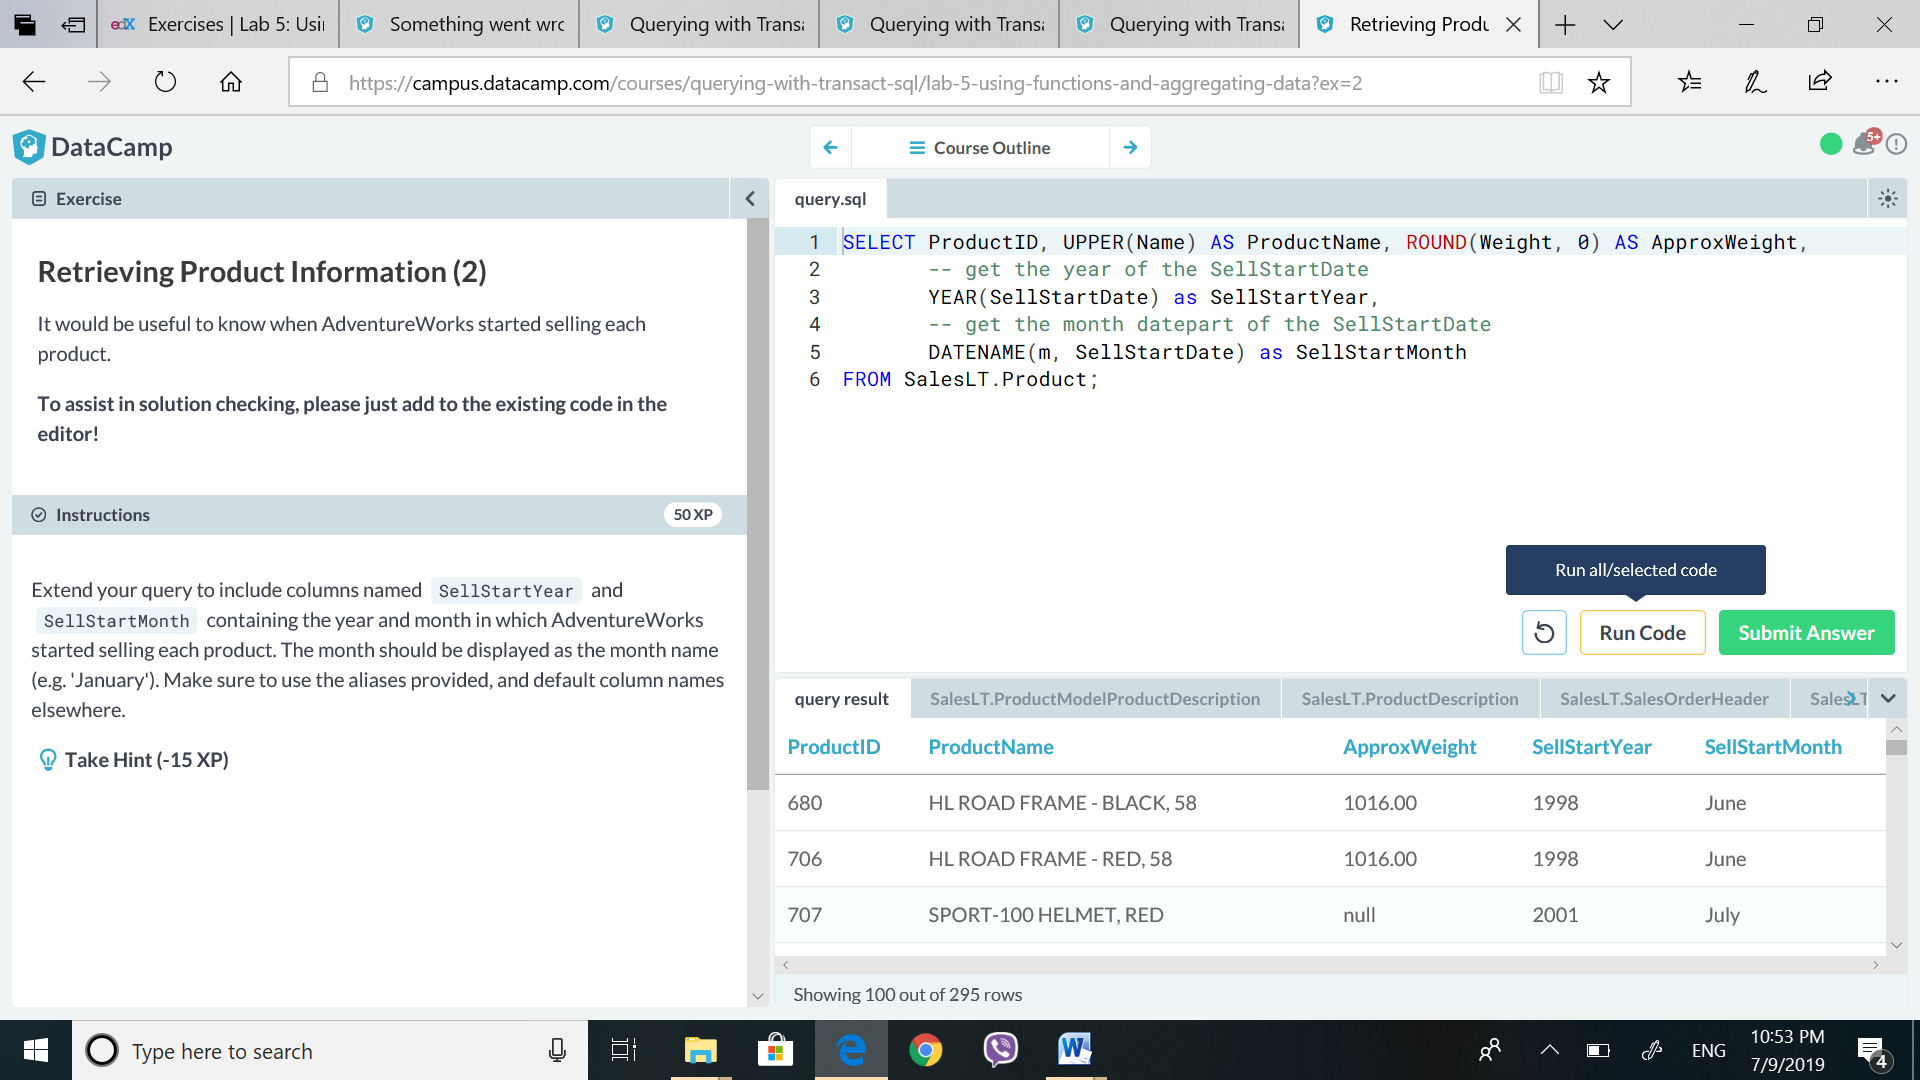 Exercises | Lab 5: Usi
Something went wro
Querying with Transa
Querying with Transa
Querying with Transa
Retrieving Produ
https://campus.datacamp.com/courses/querying-with-transact-sql/lab-5-using-functions-and-aggregating-data?ex=2
DataCamp
Course Outline
5+
Exercise
query.sql
Retrieving Product Information (2)
It would be useful to know when AdventureWorks started selling each
product.
To assist in solution checking, please just add to the existing code in the
editor!
Instructions
50 XP
Extend your query to include columns named SellStartYear and
SellStartMonth containing the year and month in which AdventureWorks
started selling each product. The month should be displayed as the month name
(e.g. 'January'). Make sure to use the aliases provided, and default column names
elsewhere.
Take Hint (-15 XP)
1 SELECT ProductID, UPPER(Name) AS ProductName, ROUND(Weight, 0) AS ApproxWeight,
2 -- get the year of the SellStartDate
3 YEAR(SellStartDate) as SellStartYear,
4 -- get the month datepart of the SellStartDate
5 DATENAME(m, SellStartDate) as SellStartMonth
6 FROM SalesLT.Product;
Run all/selected code
Run Code
Submit Answer
query result SalesLT.ProductModelProductDescription SalesLT.ProductDescription SalesLT.SalesOrderHeader SalesLT
ProductID ProductName ApproxWeight SellStartYear SellStartMonth
680 HL ROAD FRAME - BLACK, 58 1016.00 1998 June
706 HL ROAD FRAME - RED, 58 1016.00 1998 June
707 SPORT-100 HELMET, RED null 2001 July
Showing 100 out of 295 rows
Type here to search
ENG
10:53 PM
7/9/2019
4